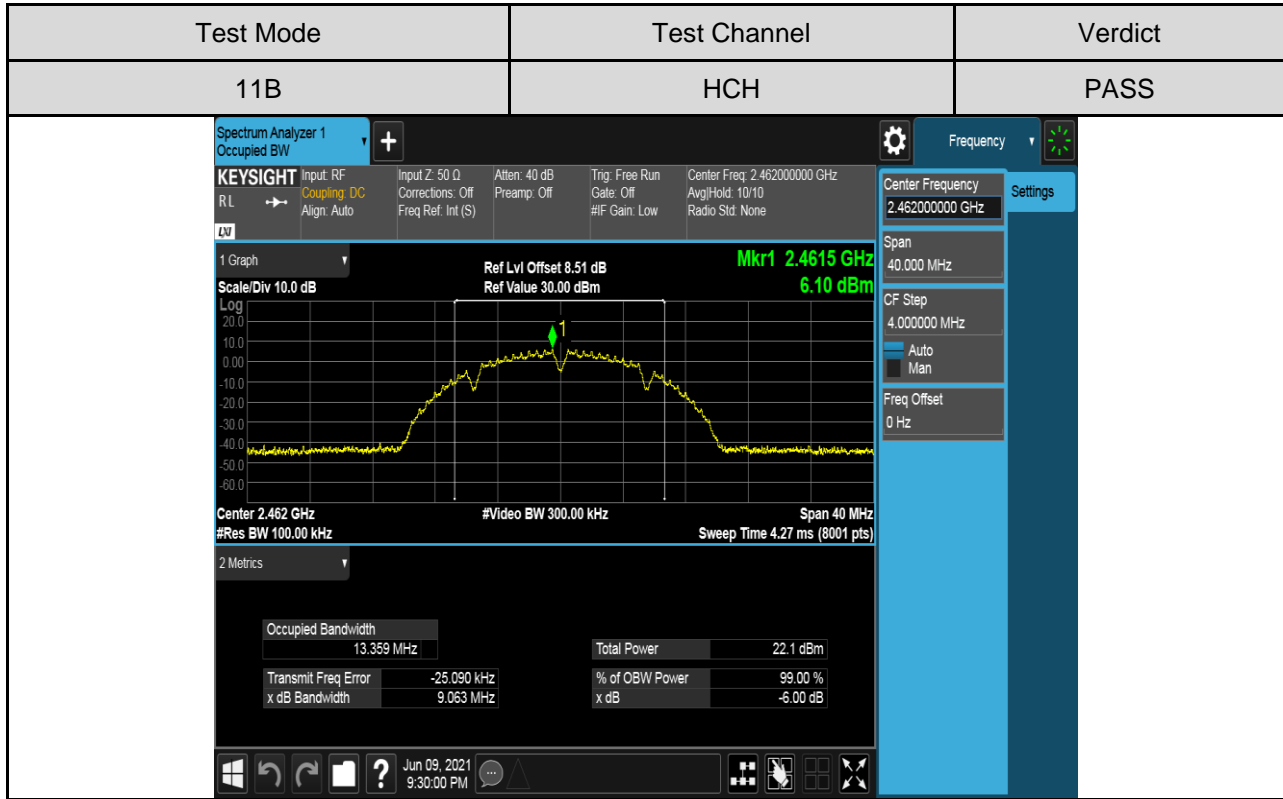 Test Mode Test Channel Verdict
11B HCH PASS
Spectrum Analyzer 1
Occupied BW
+
Frequency
KEYSIGHT
RL
LXI
Input: RF
Coupling: DC
Align: Auto
Input Z: 50 Ω
Corrections: Off
Freq Ref: Int (S)
Atten: 40 dB
Preamp: Off
Trig: Free Run
Gate: Off
#IF Gain: Low
Center Freq: 2.462000000 GHz
Avg|Hold: 10/10
Radio Std: None
Center Frequency
2.462000000 GHz
Settings
Span
40.000 MHz
CF Step
4.000000 MHz
Auto
Man
Freq Offset
0 Hz
1 Graph
Scale/Div 10.0 dB
Ref Lvl Offset 8.51 dB
Ref Value 30.00 dBm
Mkr1 2.4615 GHz
6.10 dBm
Log
20.0
10.0
0.00
-10.0
-20.0
-30.0
-40.0
-50.0
-60.0
1
Center 2.462 GHz #Video BW 300.00 kHz Span 40 MHz
#Res BW 100.00 kHz Sweep Time 4.27 ms (8001 pts)
2 Metrics
Occupied Bandwidth
13.359 MHz
Total Power 22.1 dBm
Transmit Freq Error -25.090 kHz % of OBW Power 99.00 %
x dB Bandwidth 9.063 MHz x dB -6.00 dB
?
Jun 09, 2021
9:30:00 PM